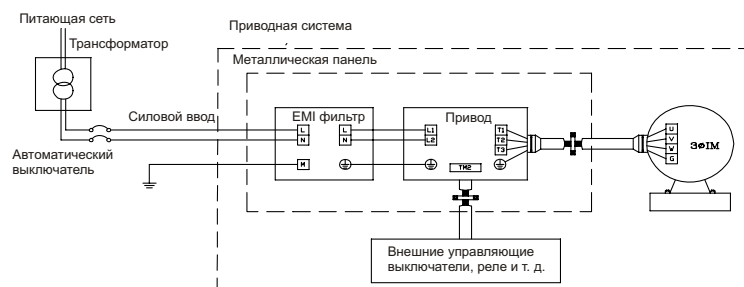 Питающая сеть
Трансформатор
Приводная система
Металлическая панель
Силовой ввод
Автоматический
выключатель
EMI фильтр
L
N
M
L
N
Привод
L1
L2
T1
T2
T3
TM2
U
V
W
G
3øIM
Внешние управляющие
выключатели, реле и т. д.